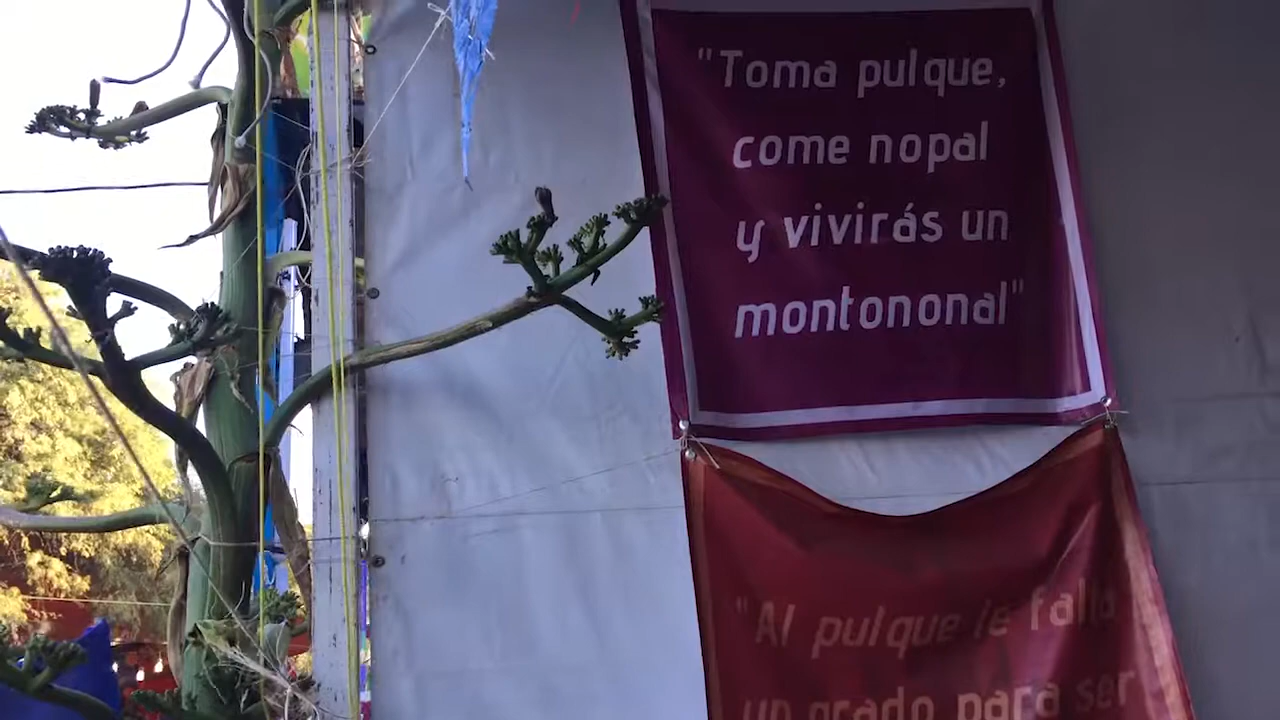 "Toma pulque,
come nopal
y vivirás un
montononal"
"Al pulque le falta
un grado para ser